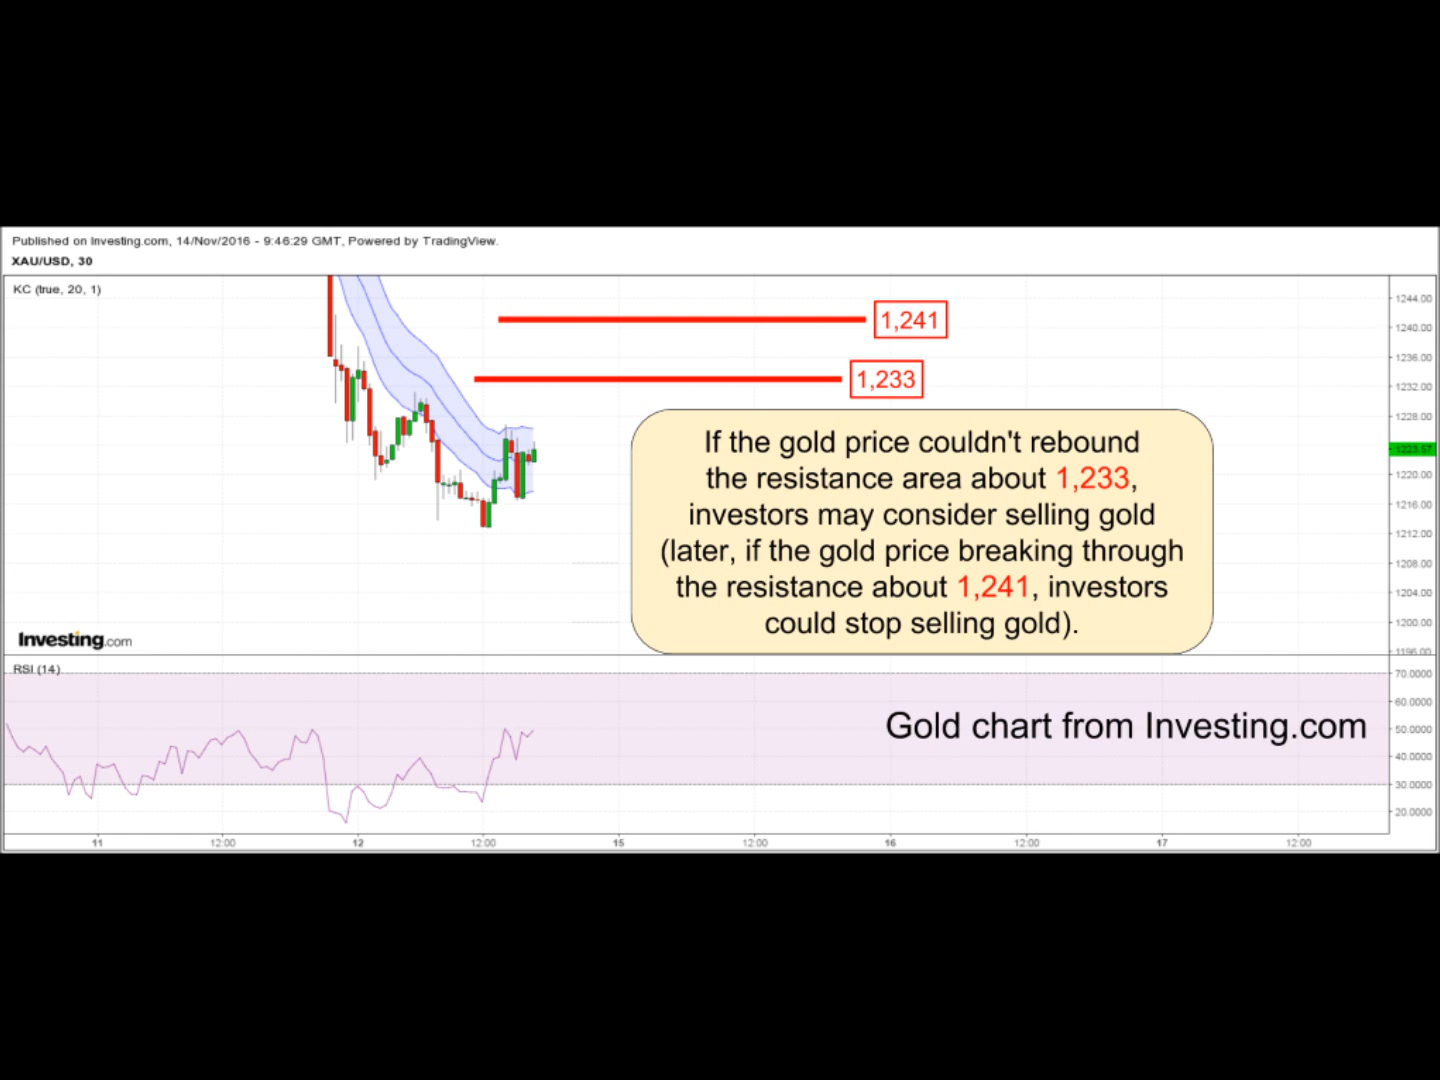 Published on Investing.com, 14/Nov/2016 - 9:46:29 GMT, Powered by TradingView.
XAU/USD, 30
KC (true, 20, 1)
1244.00
1,241
1240.00
1236.00
1,233
1232.00
1228.00
If the gold price couldn't rebound
1223.57
the resistance area about 1,233,
1220.00
investors may consider selling gold
1216.00
1212.00
(later, if the gold price breaking through
1208.00
the resistance about 1,241, investors
1204.00
could stop selling gold).
1200.00
Investing.com
1196.00
RSI (14)
70.0000
60.0000
Gold chart from Investing.com
50.0000
40.0000
30.0000
20.0000
11 12:00 12 12:00 15 12:00 16 12:00 17 12:00